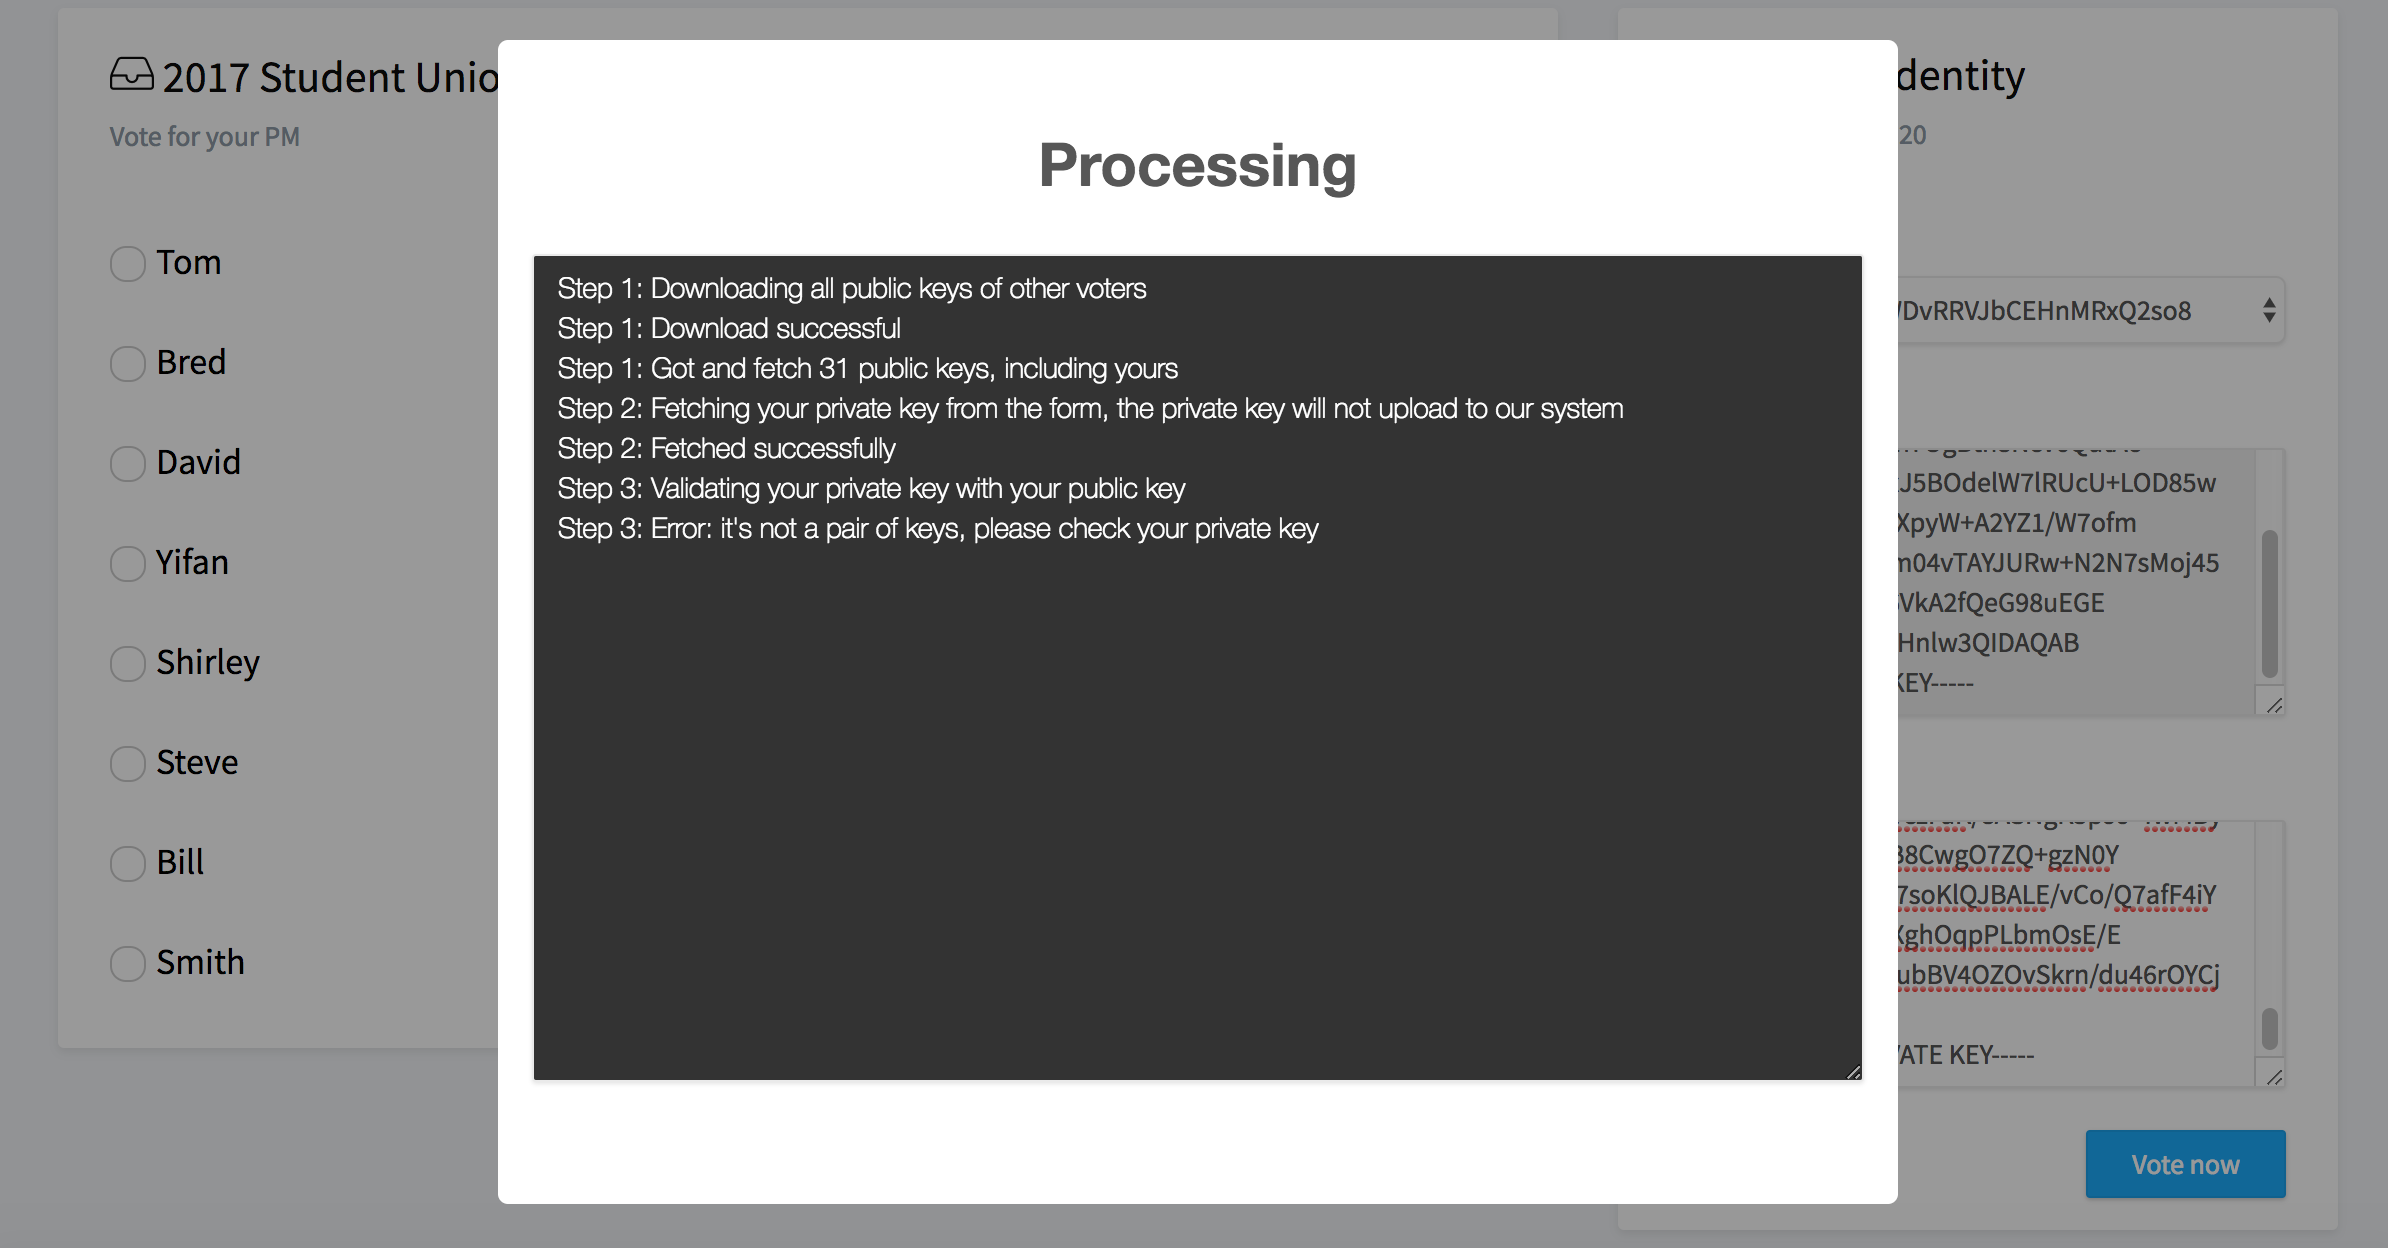 2017 Student Unio
Vote for your PM
Tom
Bred
David
Yifan
Shirley
Steve
Bill
Smith
Processing
Step 1: Downloading all public keys of other voters
Step 1: Download successful
Step 1: Got and fetch 31 public keys, including yours
Step 2: Fetching your private key from the form, the private key will not upload to our system
Step 2: Fetched successfully
Step 3: Validating your private key with your public key
Step 3: Error: it's not a pair of keys, please check your private key
dentity
20
DvRRVJbCEHnMRxQ2so8
J5BOdelW7lRUcU+LOD85w
XpyW+A2YZ1/W7ofm
n04vTAYJURw+N2N7sMoj45
VkA2fQeG98uEGE
Hnlw3QIDAQAB
KEY-----
8CwgO7ZQ+gzN0Y
7soKlQJBALE/vCo/Q7afF4iY
XghOqpPLbmOsE/E
ubBV4OZOvSkrn/du46rOYCj
ATE KEY-----
Vote now